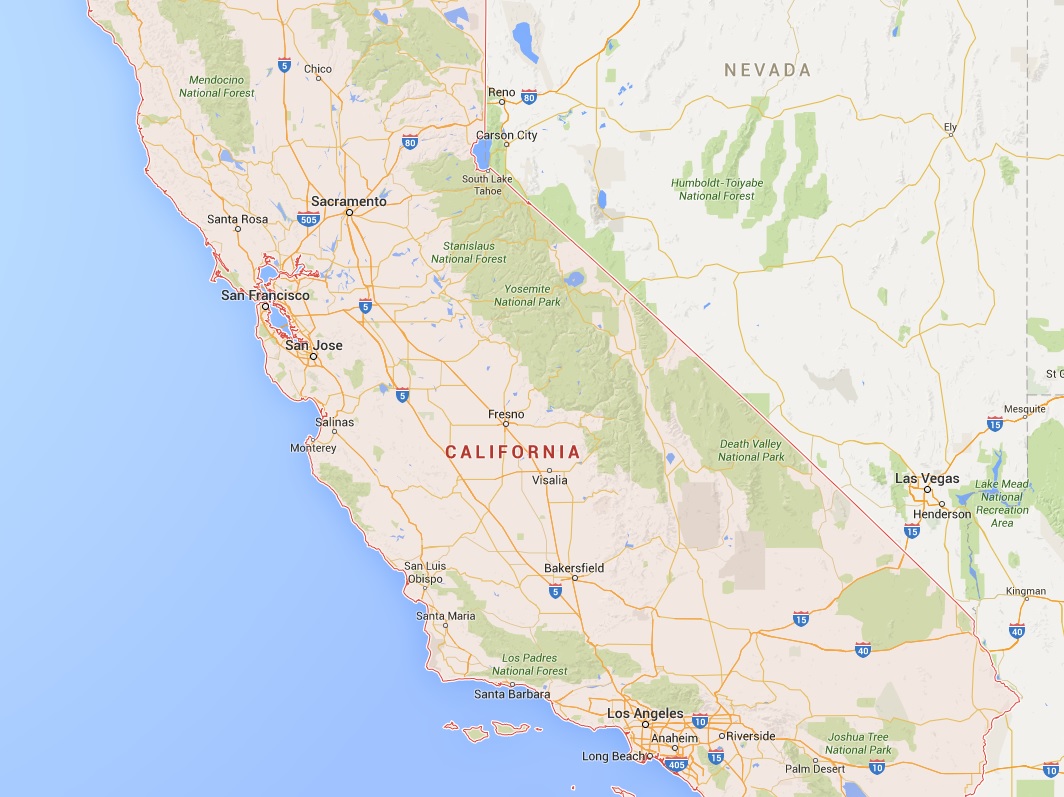 5
Chico
Mendocino
National Forest
NEVADA
Reno
80
Carson City
80
Ely
South Lake
Tahoe
Humboldt-Toiyabe
National Forest
Sacramento
Santa Rosa
505
Stanislaus
National Forest
Yosemite
National Park
San Francisco
5
San Jose
St G
5
Mesquite
15
Fresno
Salinas
Monterey
CALIFORNIA
Death Valley
National Park
Visalia
Las Vegas
Lake Mead
National
Recreation
Area
Henderson
15
San Luis
Obispo
Bakersfield
5
Kingman
Santa Maria
15
40
40
Los Padres
National Forest
Santa Barbara
Los Angeles
10
Anaheim
Riverside
Joshua Tree
National Park
Long Beach
405
15
Palm Desert
10
10